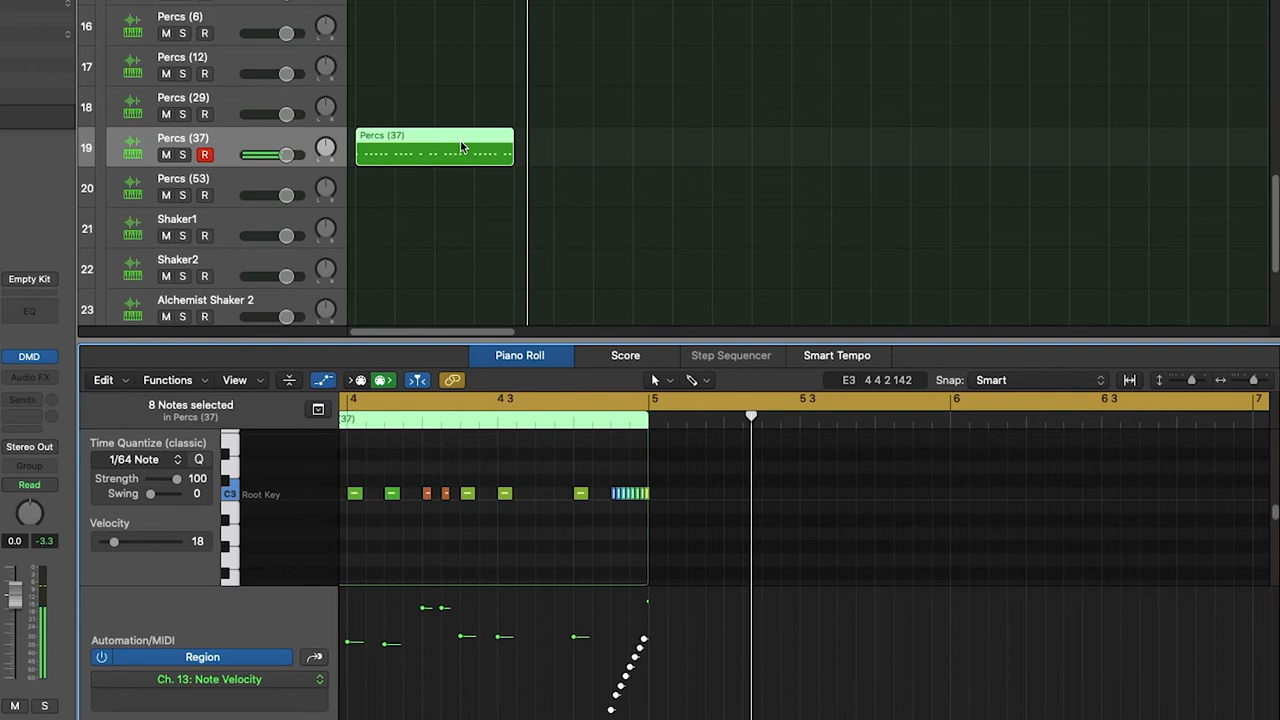 16 Percs (6)
M S R
17 Percs (12)
M S R
18 Percs (29)
M S R
19 Percs (37)
M S R
Percs (37)
20 Percs (53)
M S R
21 Shaker1
M S R
22 Shaker2
M S R
23 Alchemist Shaker 2
M S R
Empty Kit
EQ
DMD
Audio FX
Sends
Stereo Out
Group
Read
0.0 -3.3
M S
Piano Roll Score Step Sequencer Smart Tempo
Edit Functions View E3 4 4 2 142 Snap: Smart
8 Notes selected
in Percs (37)
4 4 3 5 5 3 6 6 3 7
(37)
Time Quantize (classic)
1/64 Note Q
Strength 100
Swing 0
C3 Root Key
Velocity
18
Automation/MIDI
Region
Ch. 13: Note Velocity